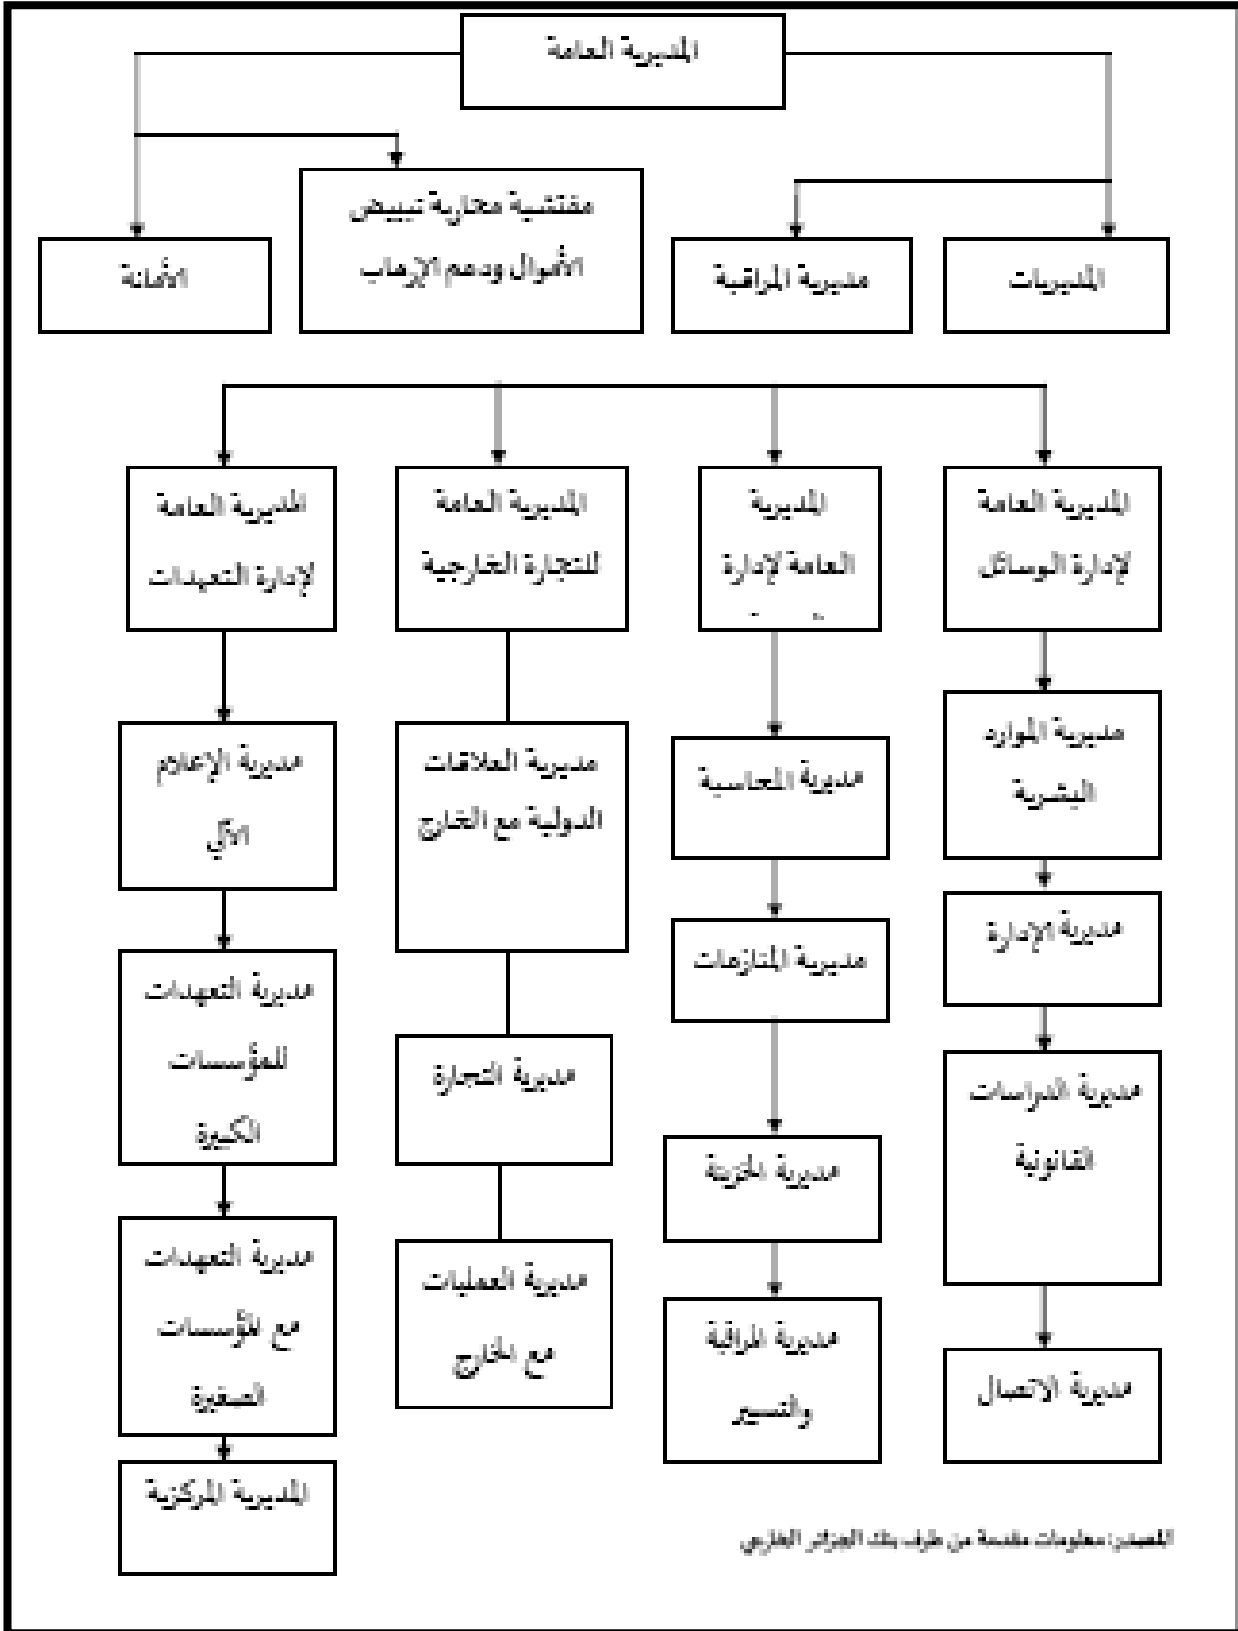 المديرية العامة
المديريات
مديرية المراقبة
مفتشية محاربة تبييض
الأموال ودعم الإرهاب
الأمانة
المديرية العامة
لإدارة الوسائل
المديرية
العامة لإدارة
المديرية العامة
للتجارة الخارجية
المديرية العامة
لإدارة التعهدات
مديرية الموارد
البشرية
مديرية الإدارة
مديرية الدراسات
القانونية
مديرية الاتصال
مديرية المحاسبة
مديرية المنازعات
مديرية الخزينة
مديرية المراقبة
والتسيير
مديرية العلاقات
الدولية مع الخارج
مديرية التجارة
مديرية العمليات
مع الخارج
مديرية الإعلام
الآلي
مديرية التعهدات
للمؤسسات
الكبيرة
مديرية التعهدات
مع المؤسسات
الصغيرة
المديرية المركزية
المصدر: معلومات مقدمة من طرف بنك الجزائر الخارجي